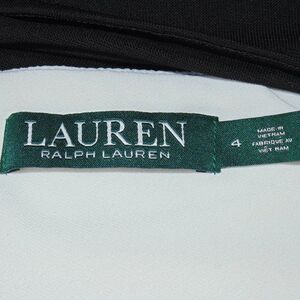 LAUREN
RALPH LAUREN
4
MADE IN
VIETNAM
FABRIQUÉ AU
VIET NAM